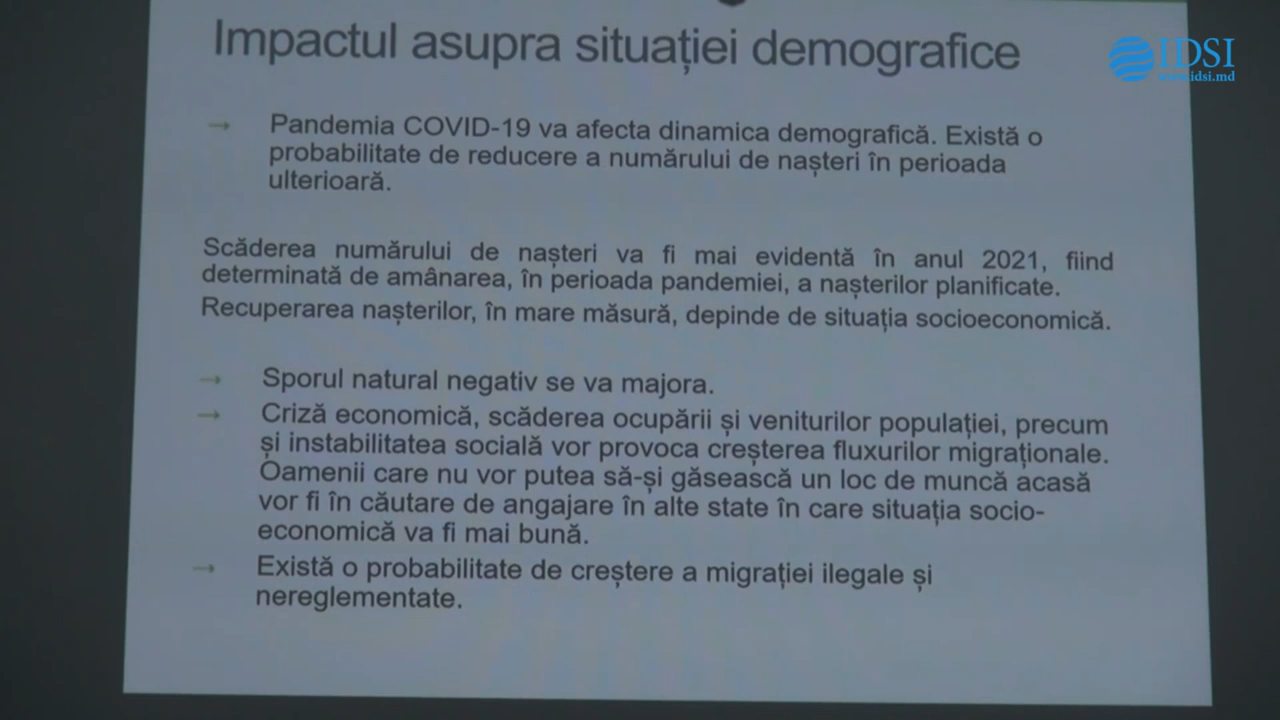 Impactul asupra situației demografice
IDSI
www.idsi.md
→ Pandemia COVID-19 va afecta dinamica demografică. Există o
probabilitate de reducere a numărului de nașteri în perioada
ulterioară.
Scăderea numărului de nașteri va fi mai evidentă în anul 2021, fiind
determinată de amânarea, în perioada pandemiei, a nașterilor planificate.
Recuperarea nașterilor, în mare măsură, depinde de situația socioeconomică.
→ Sporul natural negativ se va majora.
→ Criză economică, scăderea ocupării și veniturilor populației, precum
și instabilitatea socială vor provoca creșterea fluxurilor migraționale.
Oamenii care nu vor putea să-și găsească un loc de muncă acasă
vor fi în căutare de angajare în alte state în care situația socio-
economică va fi mai bună.
→ Există o probabilitate de creștere a migrației ilegale și
nereglementate.